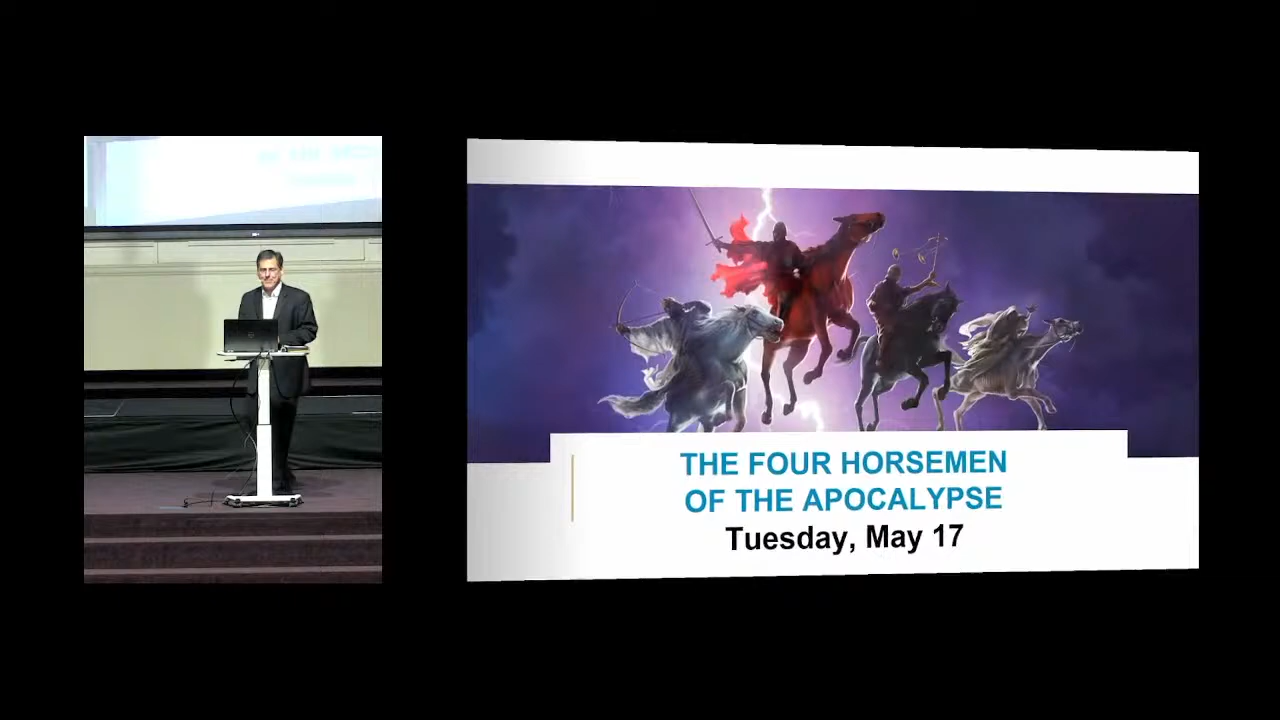 THE FOUR HORSEMEN
OF THE APOCALYPSE
Tuesday, May 17